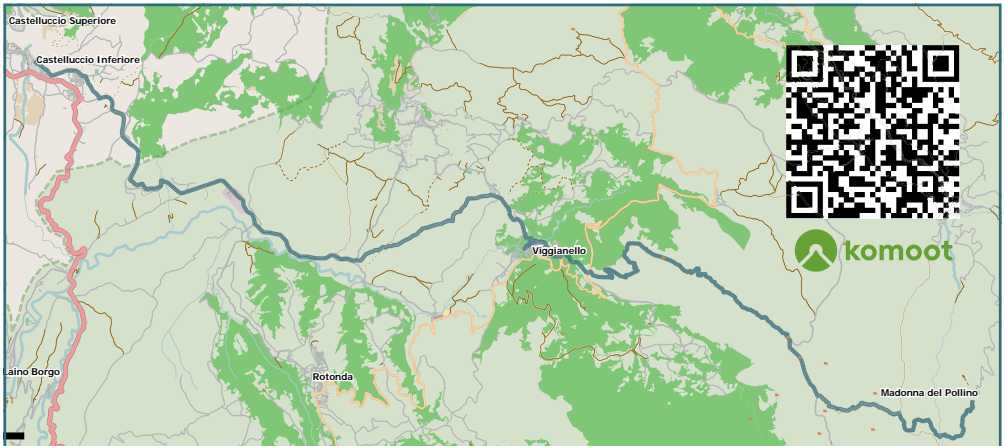 Castelluccio Superiore
Castelluccio Inferiore
Viggianello
komoot
Laino Borgo
Rotonda
Madonna del Pollino